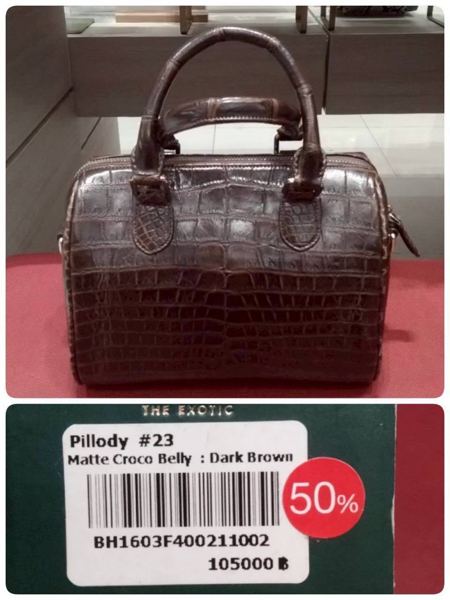 THE EXOTIC
Pillody #23
Matte Croco Belly : Dark Brown
50%
BH1603F400211002
105000 ฿